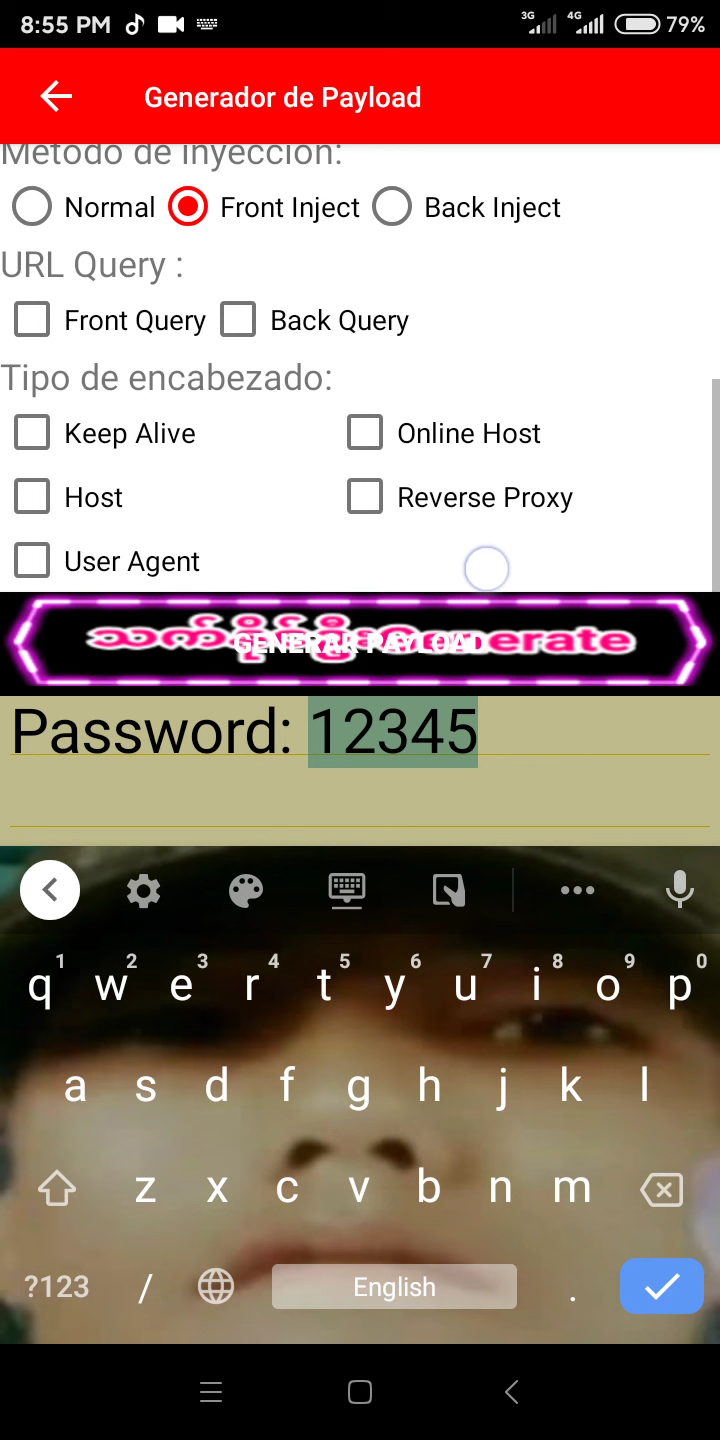 8:55 PM 3G 4G 79%
Generador de Payload
Método de inyección:
Normal Front Inject Back Inject
URL Query :
Front Query Back Query
Tipo de encabezado:
Keep Alive Online Host
Host Reverse Proxy
User Agent
GENERAR PAYLOAD
Password: 12345
1 2 3 4 5 6 7 8 9 0
q w e r t y u i o p
a s d f g h j k l
z x c v b n m
?123 / English .